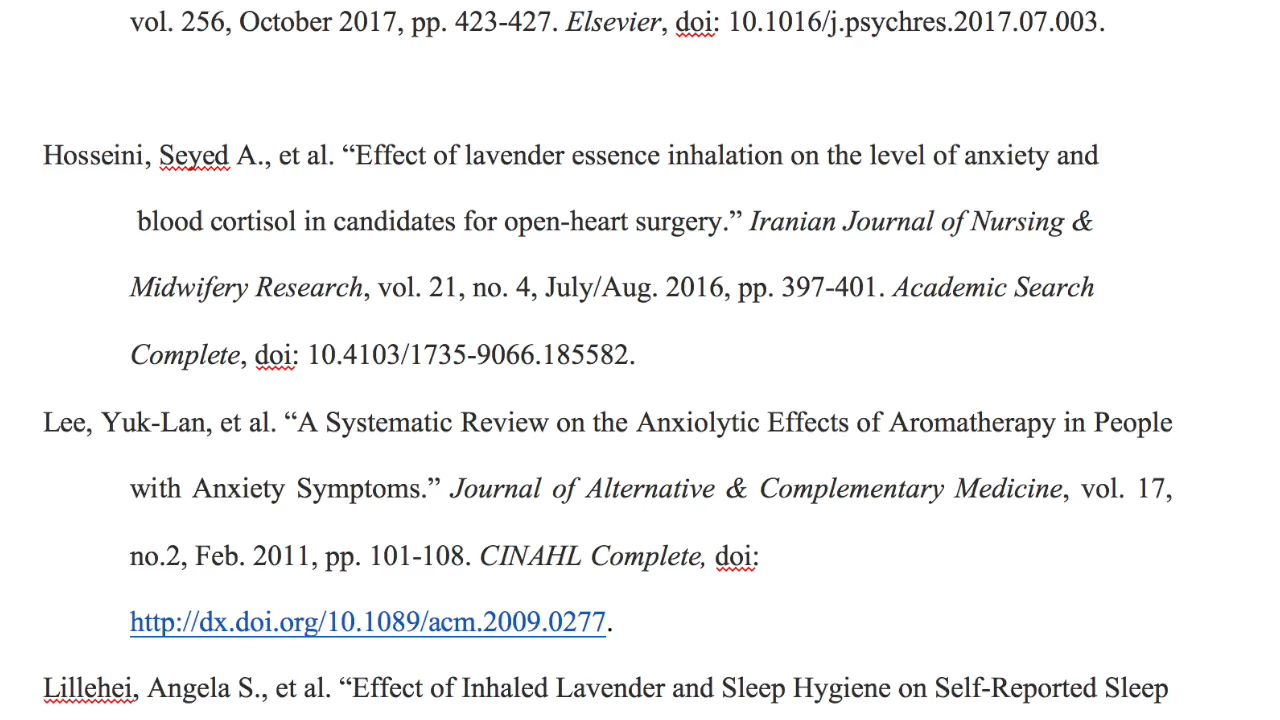 vol. 256, October 2017, pp. 423-427. Elsevier, doi: 10.1016/j.psychres.2017.07.003.
Hosseini, Seyed A., et al. “Effect of lavender essence inhalation on the level of anxiety and
blood cortisol in candidates for open-heart surgery.” Iranian Journal of Nursing &
Midwifery Research, vol. 21, no. 4, July/Aug. 2016, pp. 397-401. Academic Search
Complete, doi: 10.4103/1735-9066.185582.
Lee, Yuk-Lan, et al. “A Systematic Review on the Anxiolytic Effects of Aromatherapy in People
with Anxiety Symptoms.” Journal of Alternative & Complementary Medicine, vol. 17,
no.2, Feb. 2011, pp. 101-108. CINAHL Complete, doi:
http://dx.doi.org/10.1089/acm.2009.0277.
Lillehei, Angela S., et al. “Effect of Inhaled Lavender and Sleep Hygiene on Self-Reported Sleep